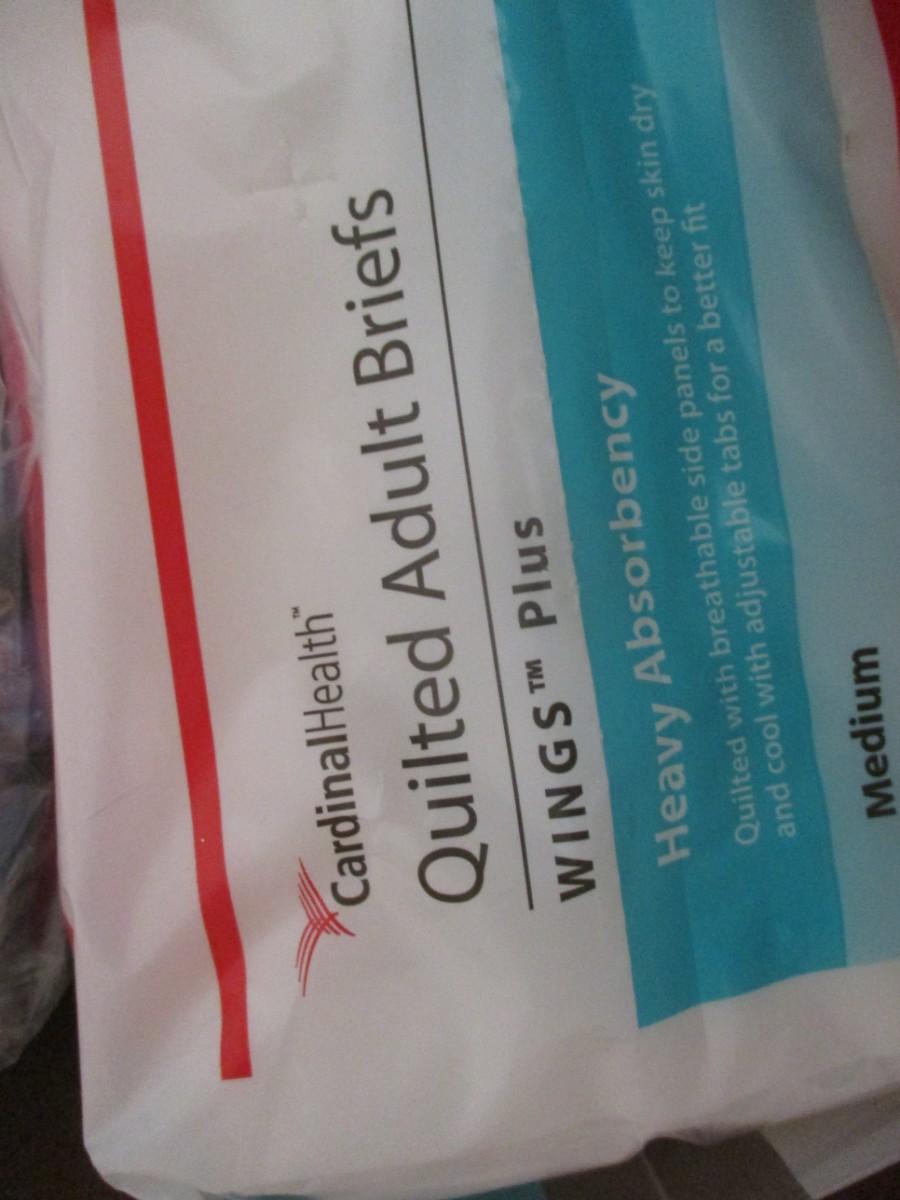 CardinalHealth™
Quilted Adult Briefs
WINGS™ Plus
Heavy Absorbency
Quilted with breathable side panels to keep skin dry
and cool with adjustable tabs for a better fit
Medium